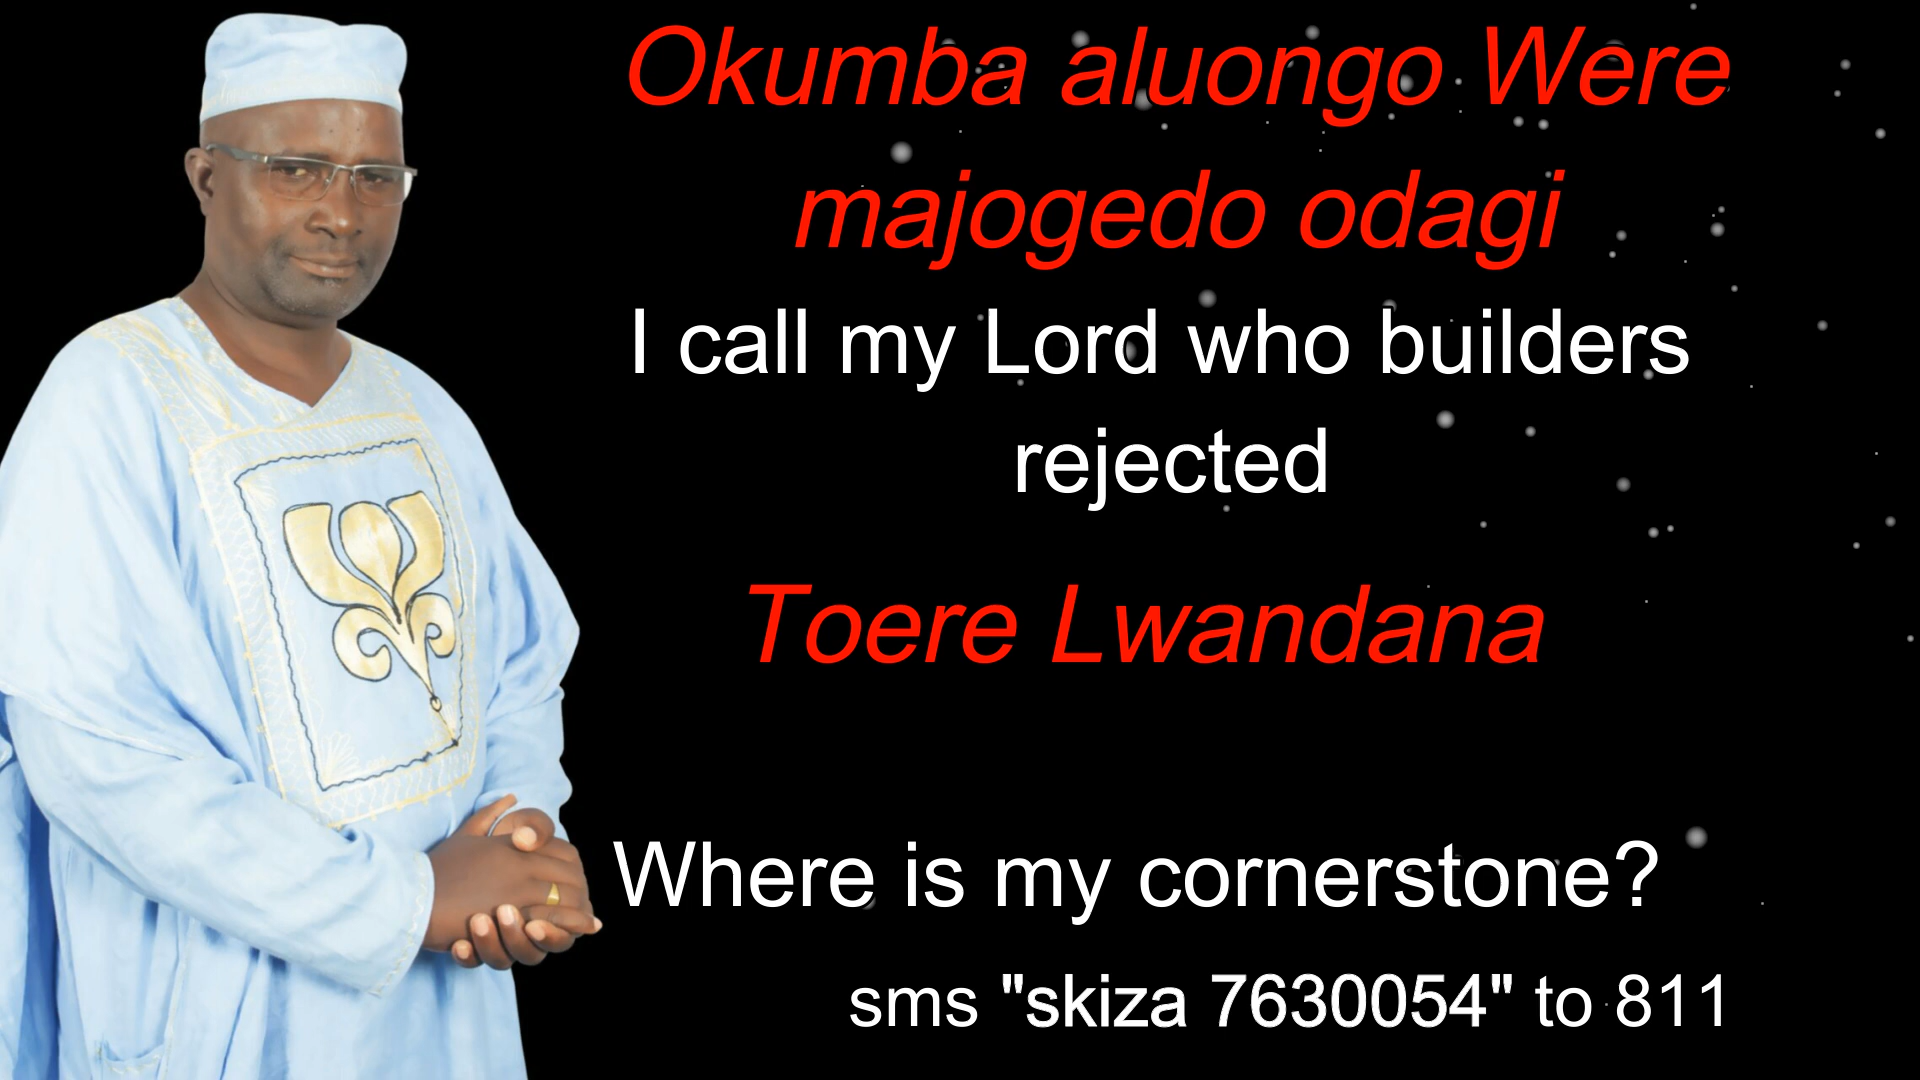 Okumba aluongo Were
majogedo odagi
I call my Lord who builders
rejected
Toere Lwandana
Where is my cornerstone?
sms "skiza 7630054" to 811